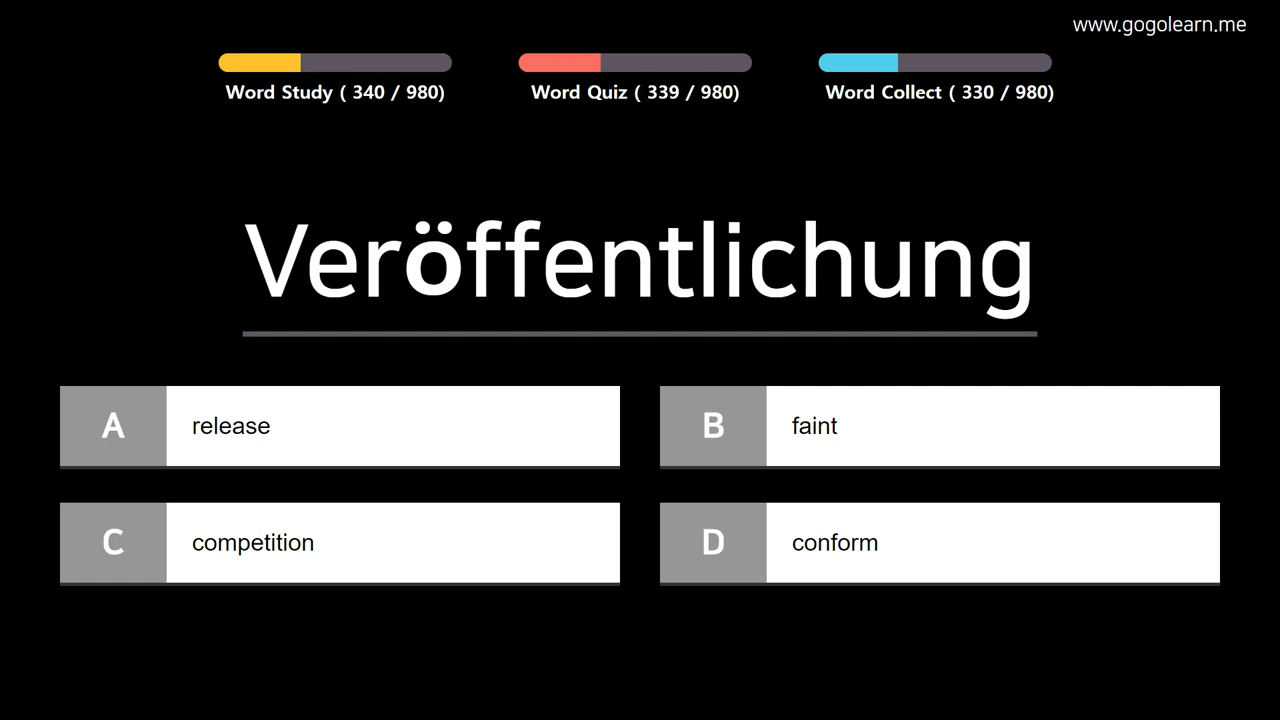 www.gogolearn.me
Word Study ( 340 / 980)
Word Quiz ( 339 / 980)
Word Collect ( 330 / 980)
Veröffentlichung
A release
B faint
C competition
D conform